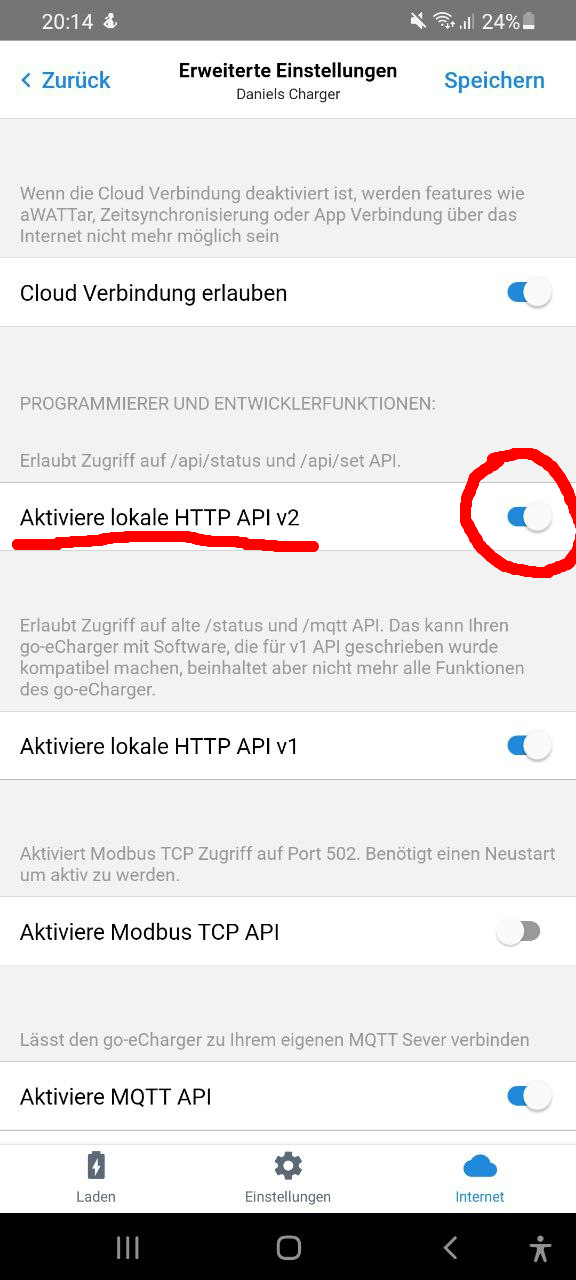 20:14 24%
Zurück Erweiterte Einstellungen Speichern
Daniels Charger
Wenn die Cloud Verbindung deaktiviert ist, werden features wie
aWATTar, Zeitsynchronisierung oder App Verbindung über das
Internet nicht mehr möglich sein
Cloud Verbindung erlauben
PROGRAMMIERER UND ENTWICKLERFUNKTIONEN:
Erlaubt Zugriff auf /api/status und /api/set API.
Aktiviere lokale HTTP API v2
Erlaubt Zugriff auf alte /status und /mqtt API. Das kann Ihren
go-eCharger mit Software, die für v1 API geschrieben wurde
kompatibel machen, beinhaltet aber nicht mehr alle Funktionen
des go-eCharger.
Aktiviere lokale HTTP API v1
Aktiviert Modbus TCP Zugriff auf Port 502. Benötigt einen Neustart
um aktiv zu werden.
Aktiviere Modbus TCP API
Lässt den go-eCharger zu Ihrem eigenen MQTT Sever verbinden
Aktiviere MQTT API
Laden Einstellungen Internet